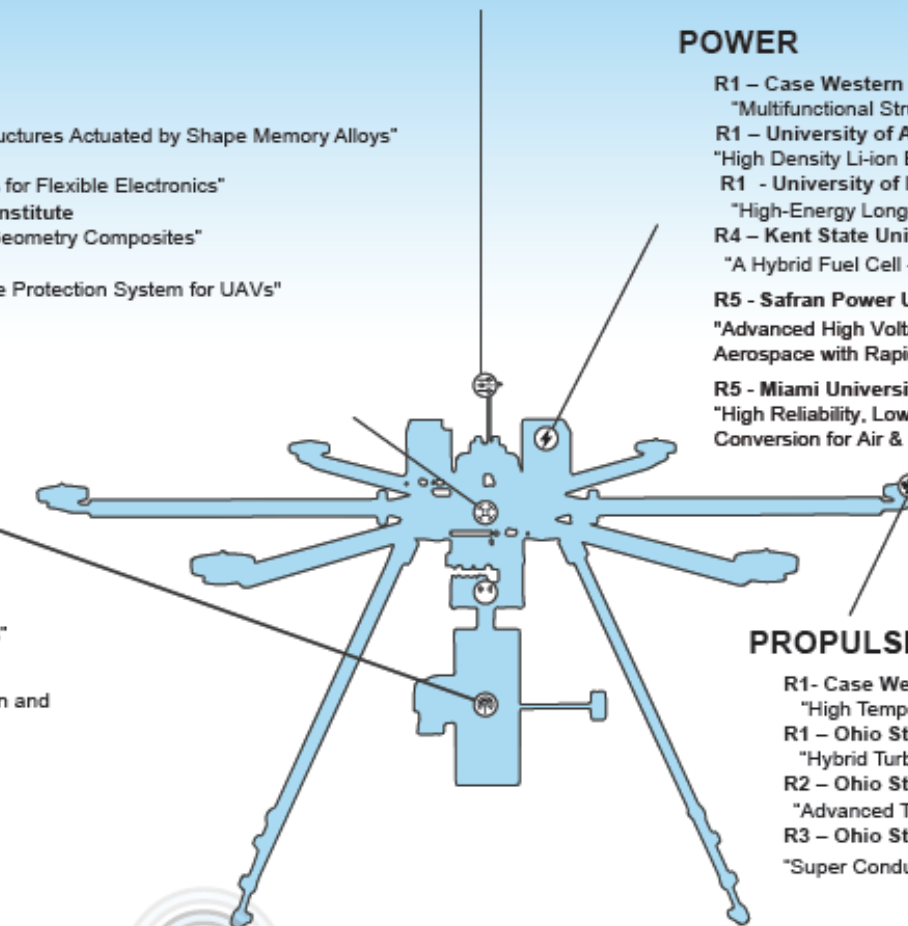 uctures Actuated by Shape Memory Alloys"
for Flexible Electronics"
nstitute
Geometry Composites"
e Protection System for UAVs"
"
n and
POWER
R1 – Case Western
"Multifunctional Str
R1 – University of A
"High Density Li-ion
R1 - University of
"High-Energy Long
R4 – Kent State Uni
"A Hybrid Fuel Cell
R5 - Safran Power U
"Advanced High Volt
Aerospace with Rapi
R5 - Miami Universi
"High Reliability, Low
Conversion for Air &
PROPULSI
R1- Case We
"High Temp
R1 – Ohio St
"Hybrid Turb
R2 – Ohio St
"Advanced T
R3 – Ohio St
"Super Condu